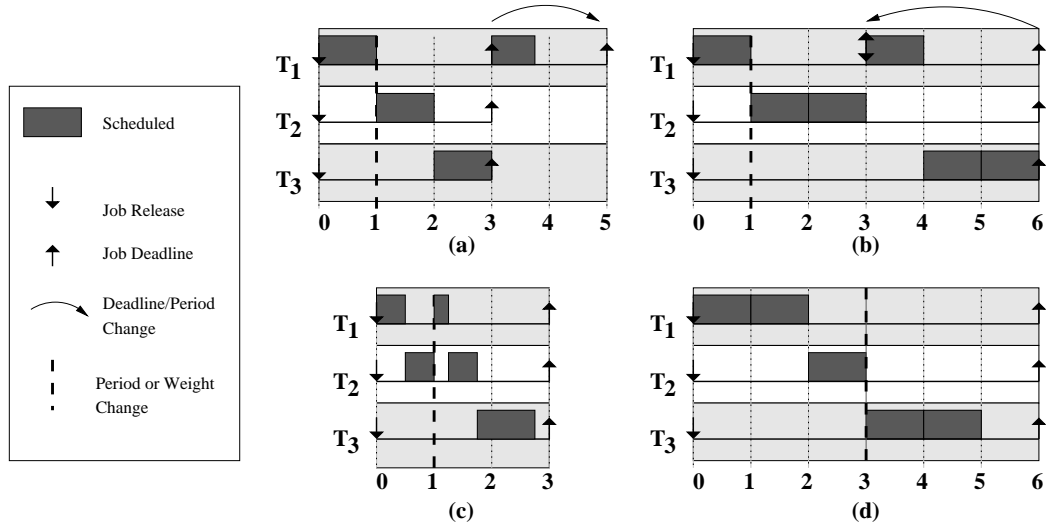 Scheduled
Job Release
Job Deadline
Deadline/Period
Change
Period or Weight
Change
T1
T2
T3
0 1 2 3 4 5
(a)
T1
T2
T3
0 1 2 3 4 5 6
(b)
T1
T2
T3
0 1 2 3
(c)
T1
T2
T3
0 1 2 3 4 5 6
(d)